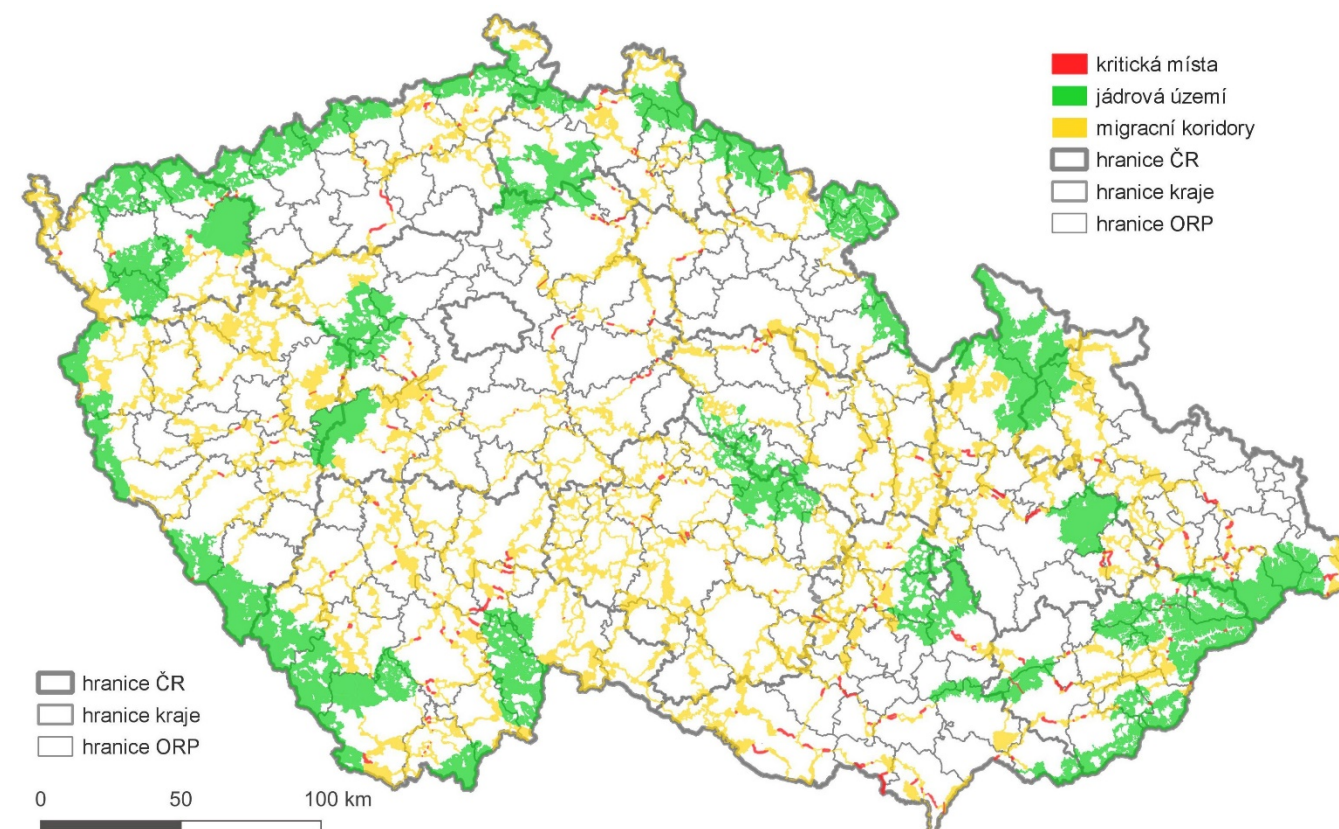 kritická místa
jádrová území
migracní koridory
hranice ČR
hranice kraje
hranice ORP
hranice ČR
hranice kraje
hranice ORP
0 50 100 km